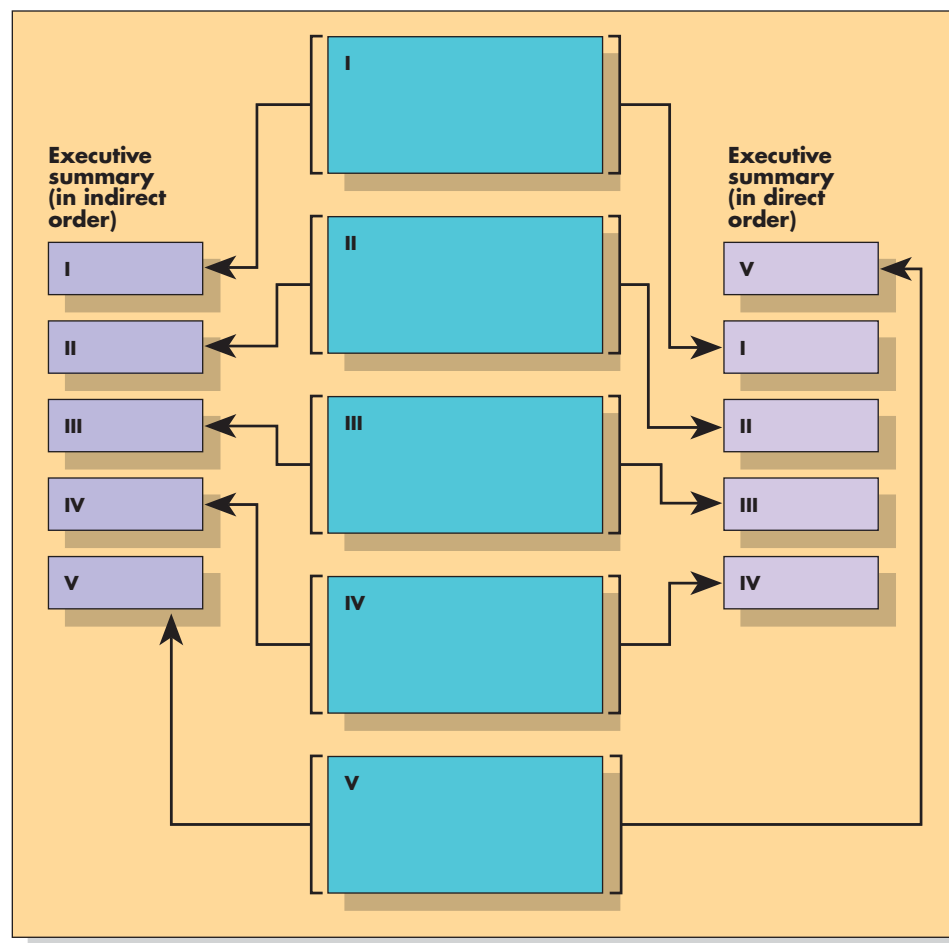 Executive
summary
(in indirect
order)
I
II
III
IV
V
I
II
III
IV
V
Executive
summary
(in direct
order)
V
I
II
III
IV